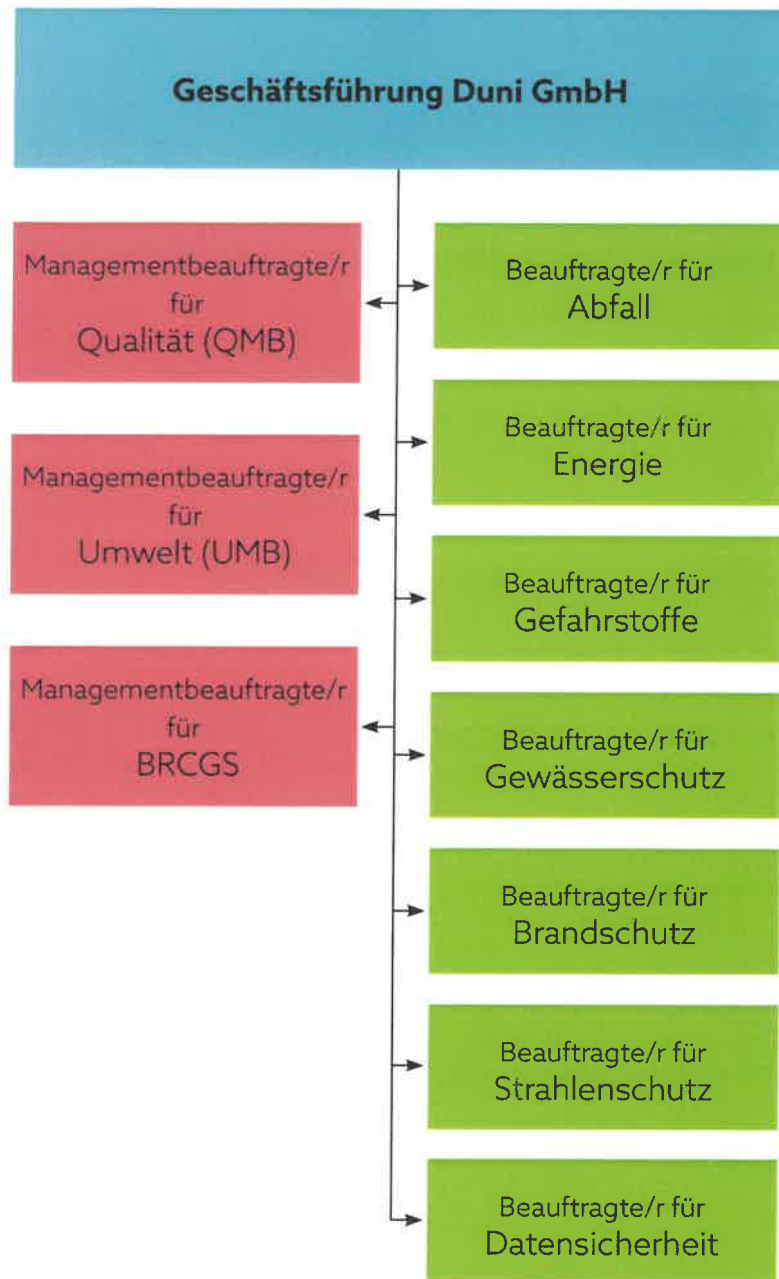 Geschäftsführung Duni GmbH
Managementbeauftragte/r
für
Qualität (QMB)
Managementbeauftragte/r
für
Umwelt (UMB)
Managementbeauftragte/r
für
BRCGS
Beauftragte/r für
Abfall
Beauftragte/r für
Energie
Beauftragte/r für
Gefahrstoffe
Beauftragte/r für
Gewässerschutz
Beauftragte/r für
Brandschutz
Beauftragte/r für
Strahlenschutz
Beauftragte/r für
Datensicherheit